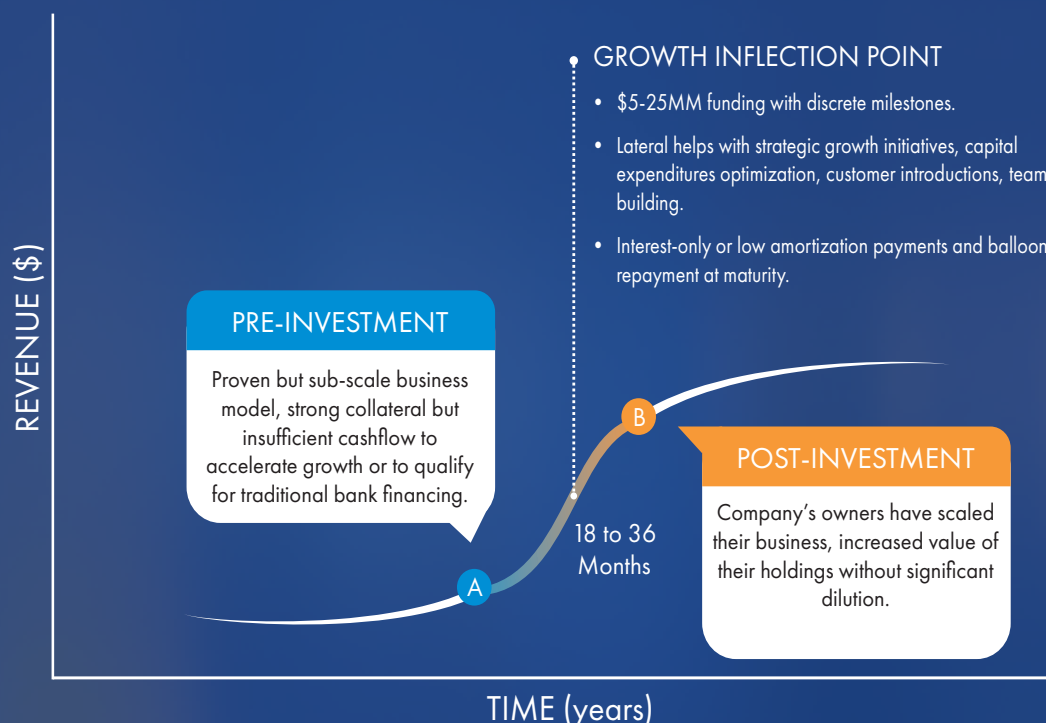 GROWTH INFLECTION POINT
• $5-25MM funding with discrete milestones.
• Lateral helps with strategic growth initiatives, capital
expenditures optimization, customer introductions, team
building.
• Interest-only or low amortization payments and balloon
repayment at maturity.
REVENUE ($)
PRE-INVESTMENT
Proven but sub-scale business
model, strong collateral but
insufficient cashflow to
accelerate growth or to qualify
for traditional bank financing.
B
POST-INVESTMENT
Company’s owners have scaled
their business, increased value of
their holdings without significant
dilution.
18 to 36
Months
A
TIME (years)